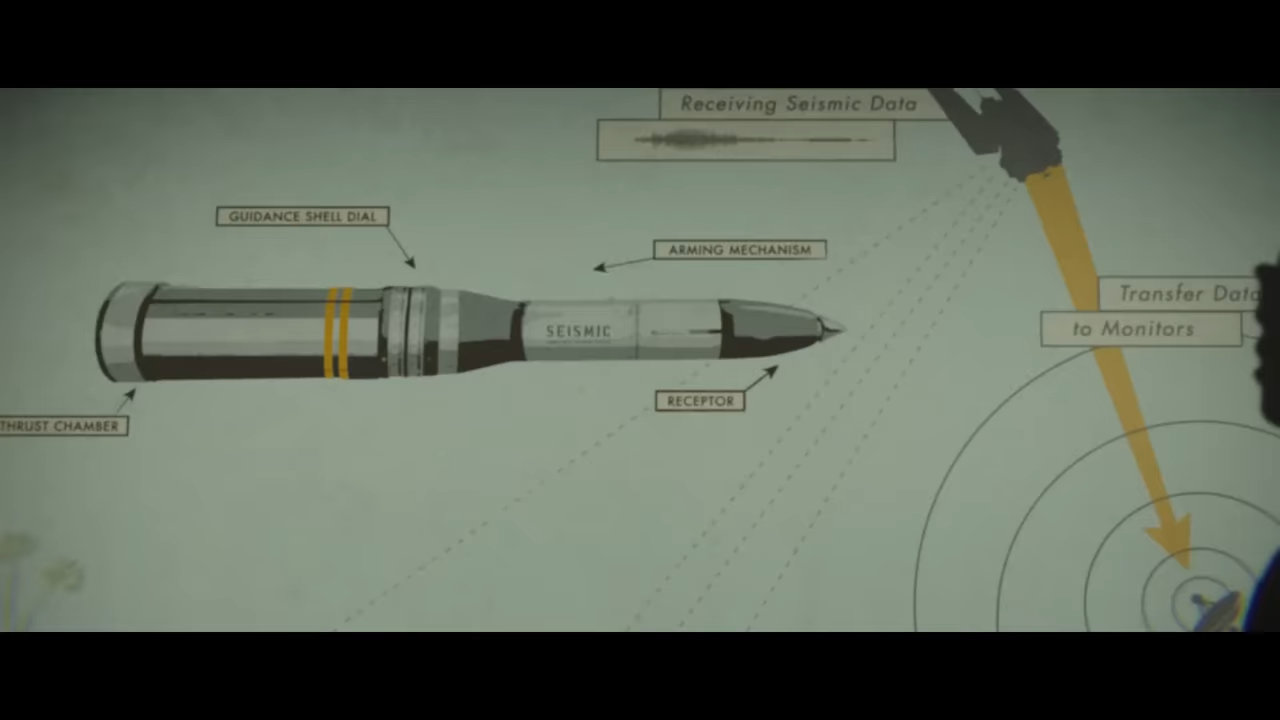 Receiving Seismic Data
GUIDANCE SHELL DIAL
ARMING MECHANISM
Transfer Data
to Monitors
SEISMIC
RECEPTOR
THRUST CHAMBER